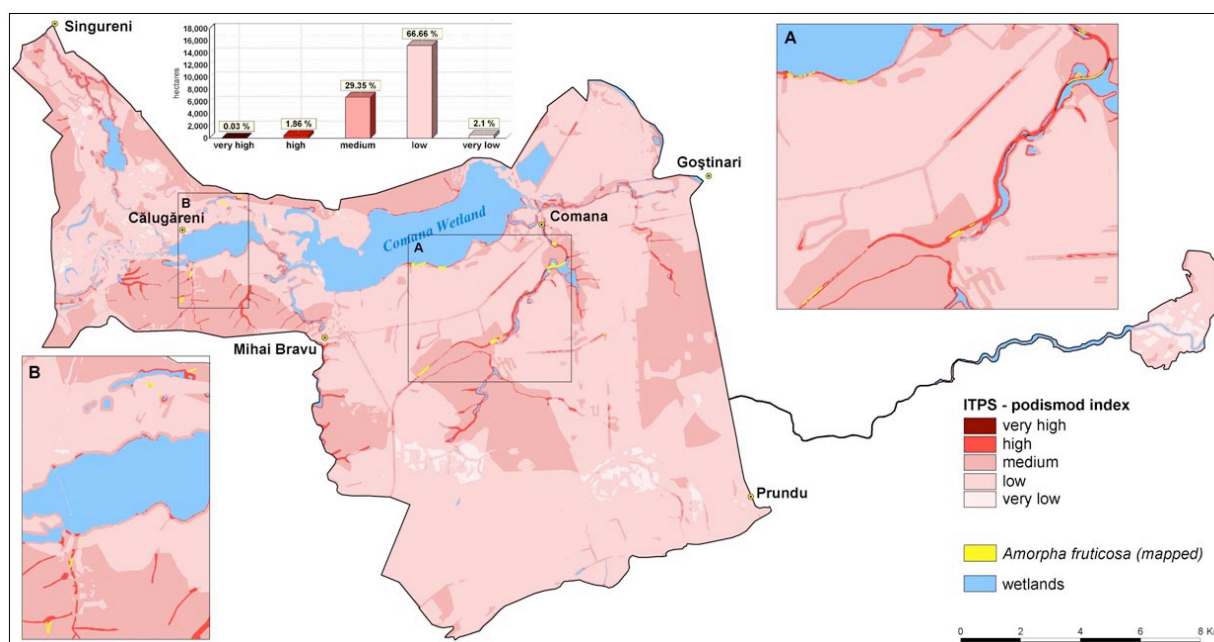 Singureni
18,000
16,000
14,000
12,000
10,000
8,000
6,000
4,000
2,000
0
hectares
0.03 %
1.86 %
29.35 %
66.66 %
2.1 %
very high
high
medium
low
very low
A
Goştinari
B
Călugăreni
Comana Wetland
Comana
A
Mihai Bravu
B
Prundu
ITPS - podismod index
very high
high
medium
low
very low
Amorpha fruticosa (mapped)
wetlands
0 2 4 6 8